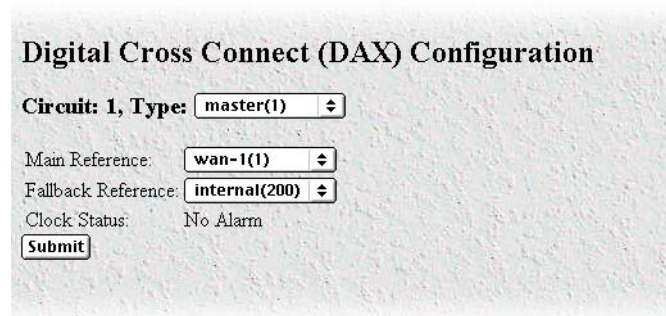 Digital Cross Connect (DAX) Configuration
Circuit: 1, Type: master(1)
Main Reference: wan-1(1)
Fallback Reference: internal(200)
Clock Status: No Alarm
Submit